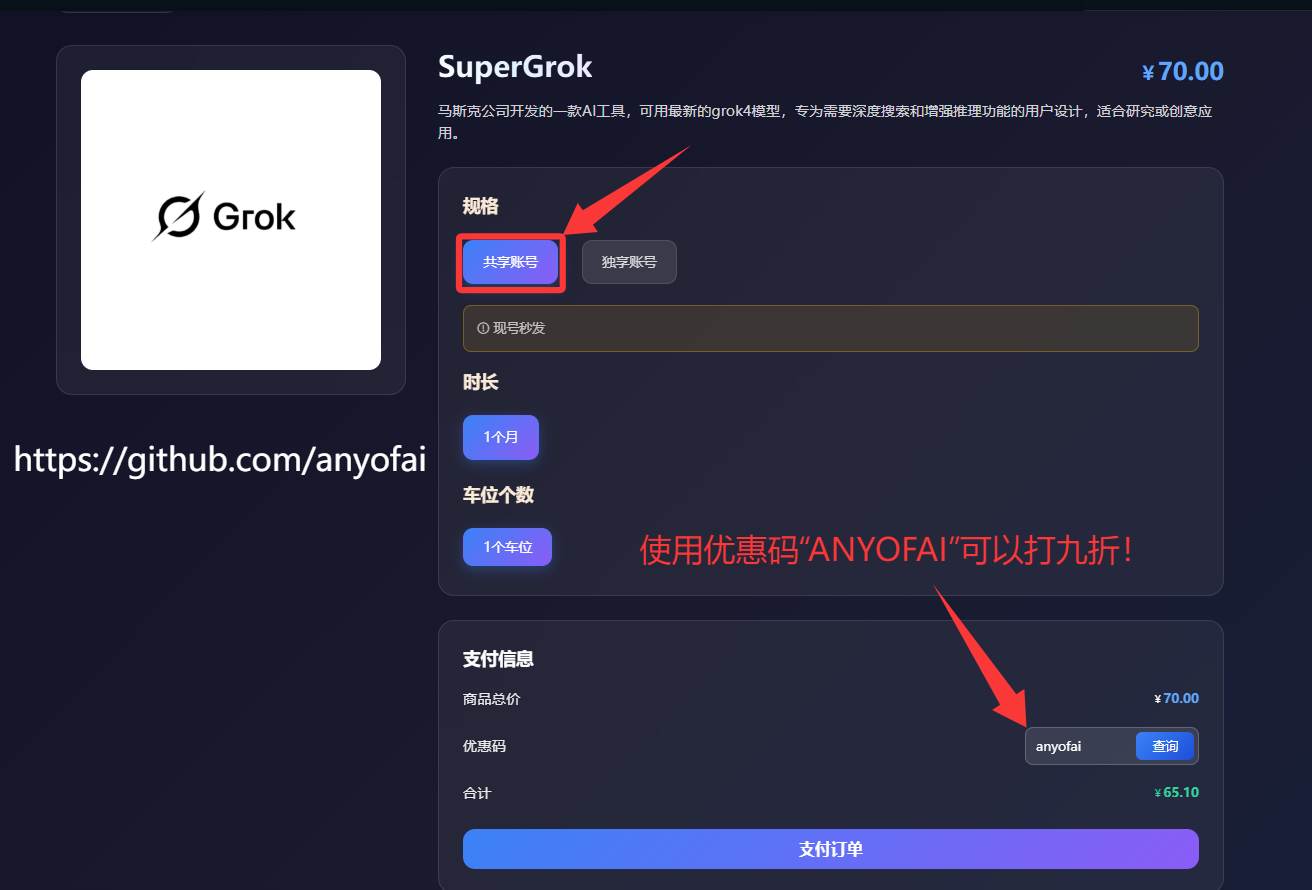 SuperGrok
¥70.00
马斯克公司开发的一款AI工具，可用最新的grok4模型，专为需要深度搜索和增强推理功能的用户设计，适合研究或创意应
用。
Grok
规格
共享账号
独享账号
现号秒发
时长
1个月
https://github.com/anyofai
车位个数
1个车位
使用优惠码“ANYOFAI”可以打九折！
支付信息
商品总价
¥70.00
优惠码
anyofai
查询
合计
¥65.10
支付订单